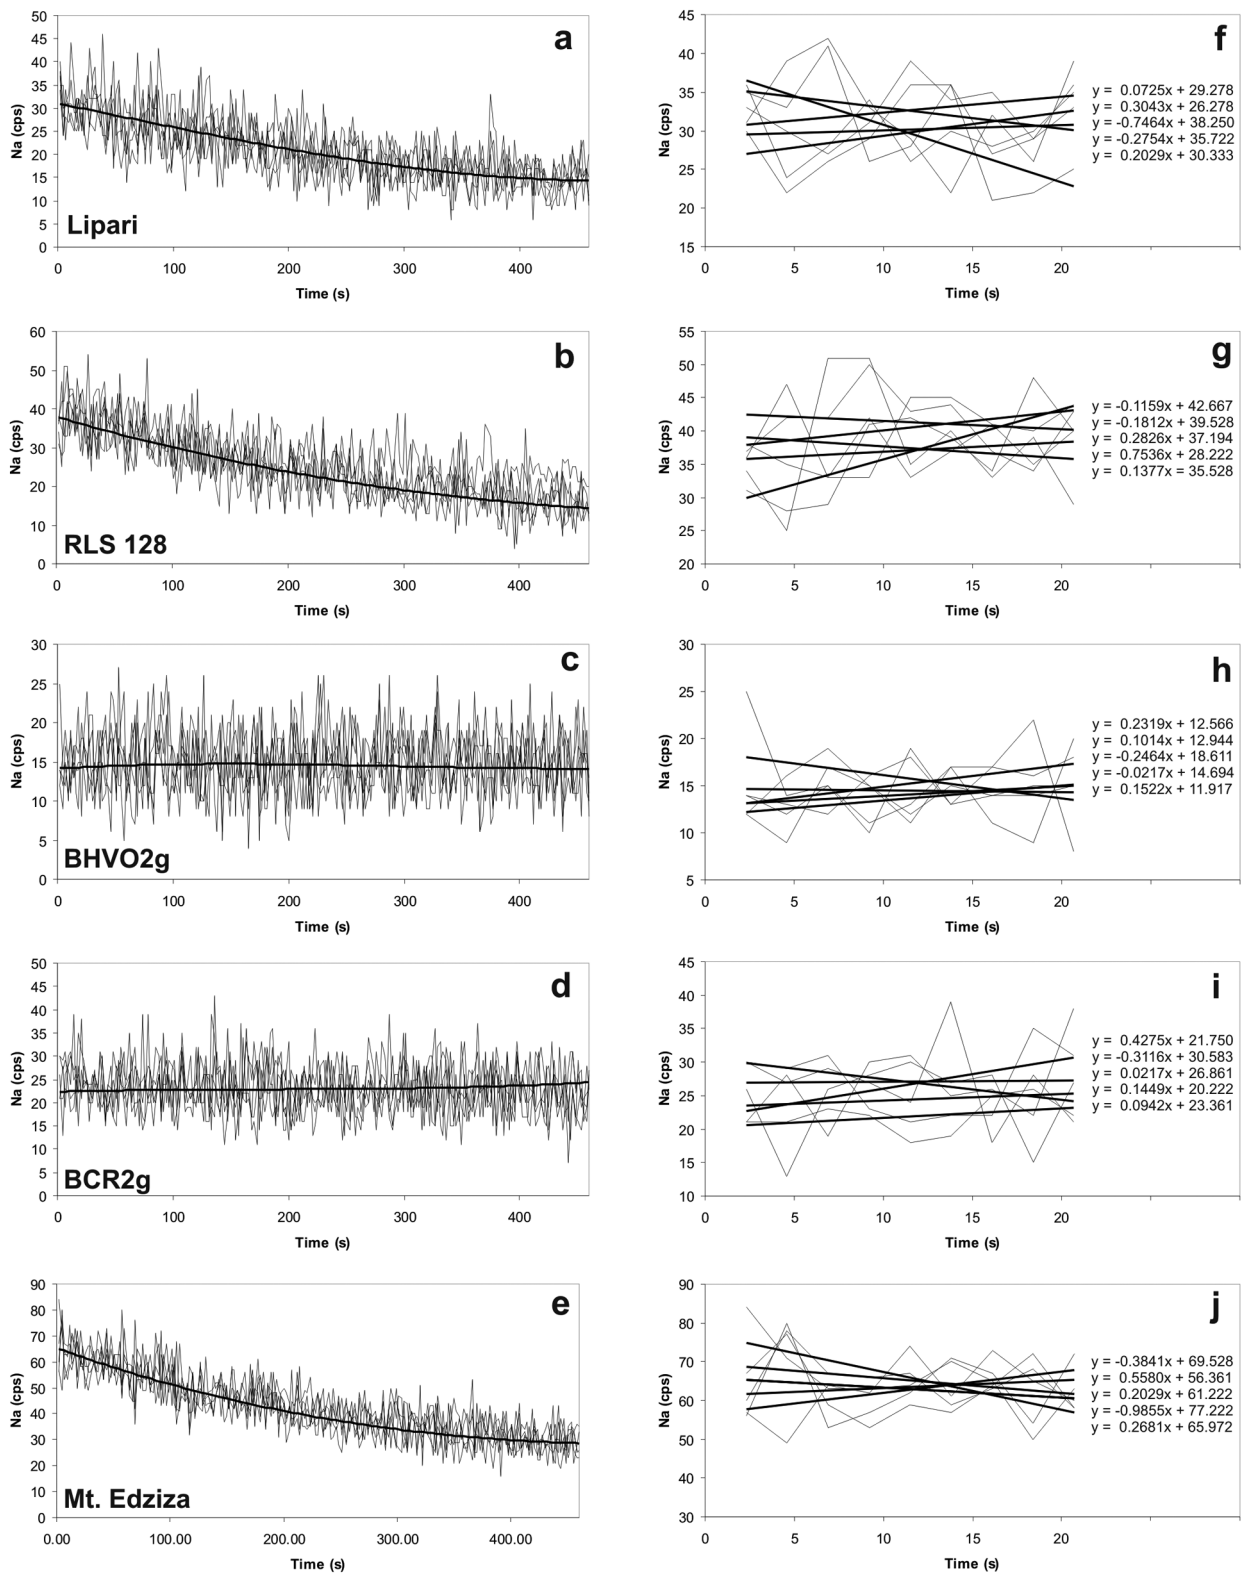 a
50
45
40
35
30
25
20
15
10
5
0
Na (cps)
Lipari
0 100 200 300 400
Time (s)
f
45
40
35
30
25
20
15
Na (cps)
y = 0.0725x + 29.278
y = 0.3043x + 26.278
y = -0.7464x + 38.250
y = -0.2754x + 35.722
y = 0.2029x + 30.333
0 5 10 15 20
Time (s)
b
60
50
40
30
20
10
0
Na (cps)
RLS 128
0 100 200 300 400
Time (s)
g
55
50
45
40
35
30
25
20
Na (cps)
y = -0.1159x + 42.667
y = -0.1812x + 39.528
y = 0.2826x + 37.194
y = 0.7536x + 28.222
y = 0.1377x = 35.528
0 5 10 15 20
Time (s)
c
30
25
20
15
10
5
0
Na (cps)
BHVO2g
0 100 200 300 400
Time (s)
h
30
25
20
15
10
5
Na (cps)
y = 0.2319x + 12.566
y = 0.1014x + 12.944
y = -0.2464x + 18.611
y = -0.0217x + 14.694
y = 0.1522x + 11.917
0 5 10 15 20
Time (s)
d
50
45
40
35
30
25
20
15
10
5
0
Na (cps)
BCR2g
0 100 200 300 400
Time (s)
i
45
40
35
30
25
20
15
10
Na (cps)
y = 0.4275x + 21.750
y = -0.3116x + 30.583
y = 0.0217x + 26.861
y = 0.1449x + 20.222
y = 0.0942x + 23.361
0 5 10 15 20
Time (s)
e
90
80
70
60
50
40
30
20
10
0
Na (cps)
Mt. Edziza
0.00 100.00 200.00 300.00 400.00
Time (s)
j
90
80
70
60
50
40
30
Na (cps)
y = -0.3841x + 69.528
y = 0.5580x + 56.361
y = 0.2029x + 61.222
y = -0.9855x + 77.222
y = 0.2681x + 65.972
0 5 10 15 20
Time (s)